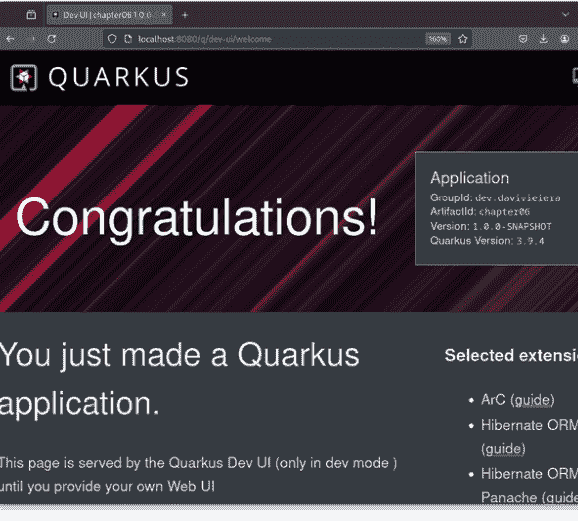 Dev UI | chapter06 1.0.0
localhost:8080/q/dev-ui/welcome
160%
QUARKUS
Congratulations!
Application
GroupId: dev.davivieiera
ArtifactId: chapter06
Version: 1.0.0-SNAPSHOT
Quarkus Version: 3.9.4
You just made a Quarkus
application.
This page is served by the Quarkus Dev UI (only in dev mode )
until you provide your own Web UI
Selected extensi
ArC (guide)
Hibernate ORM
(guide)
Hibernate ORM
Panache (guide